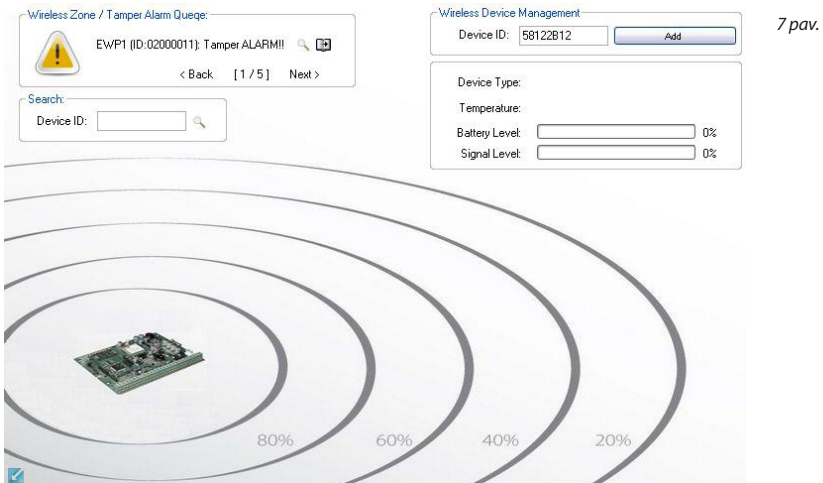 Wireless Zone / Tamper Alarm Queqe:
EWP1 (ID:02000011): Tamper ALARM!!
< Back [ 1 / 5 ] Next >
Search:
Device ID:
Wireless Device Management
Device ID: 58122B12 Add
Device Type:
Temperature:
Battery Level: 0%
Signal Level: 0%
7 pav.
80% 60% 40% 20%